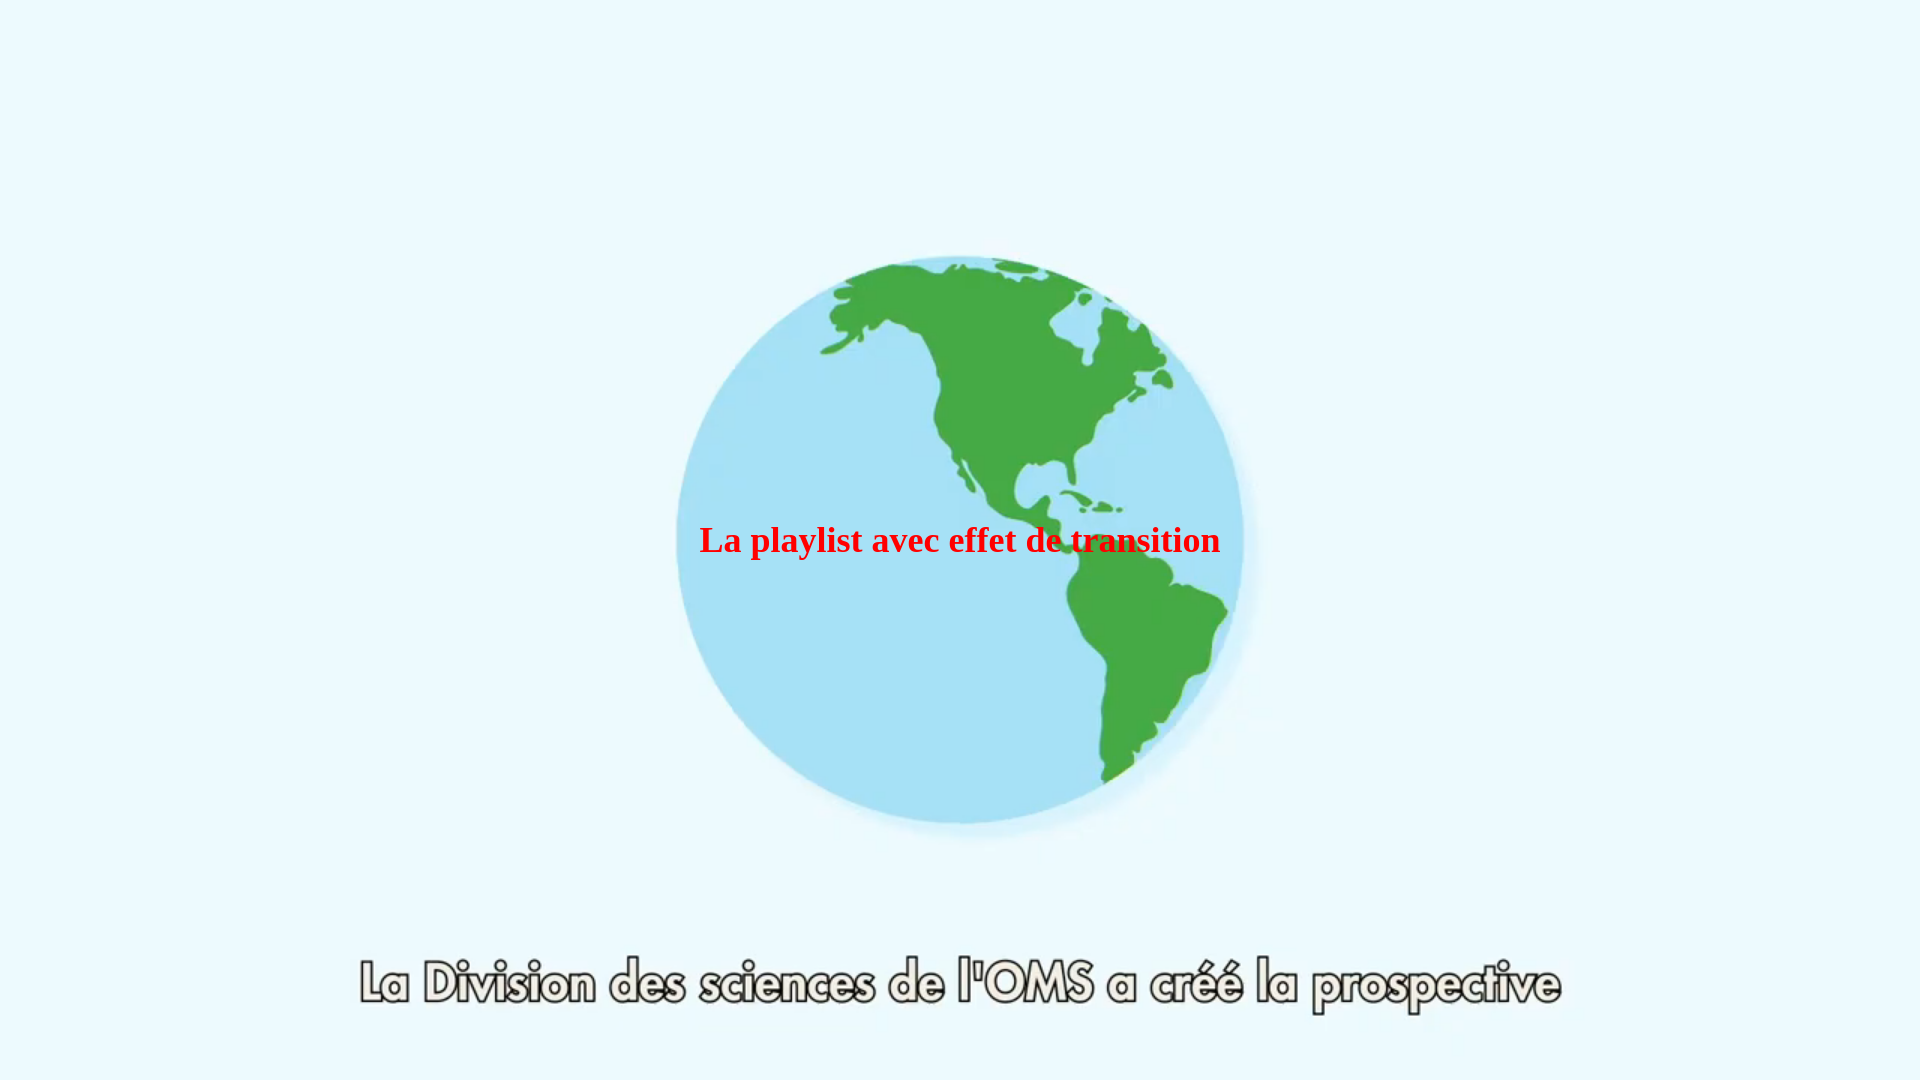 La playlist avec effet de transition
La Division des sciences de l'OMS a créé la prospective